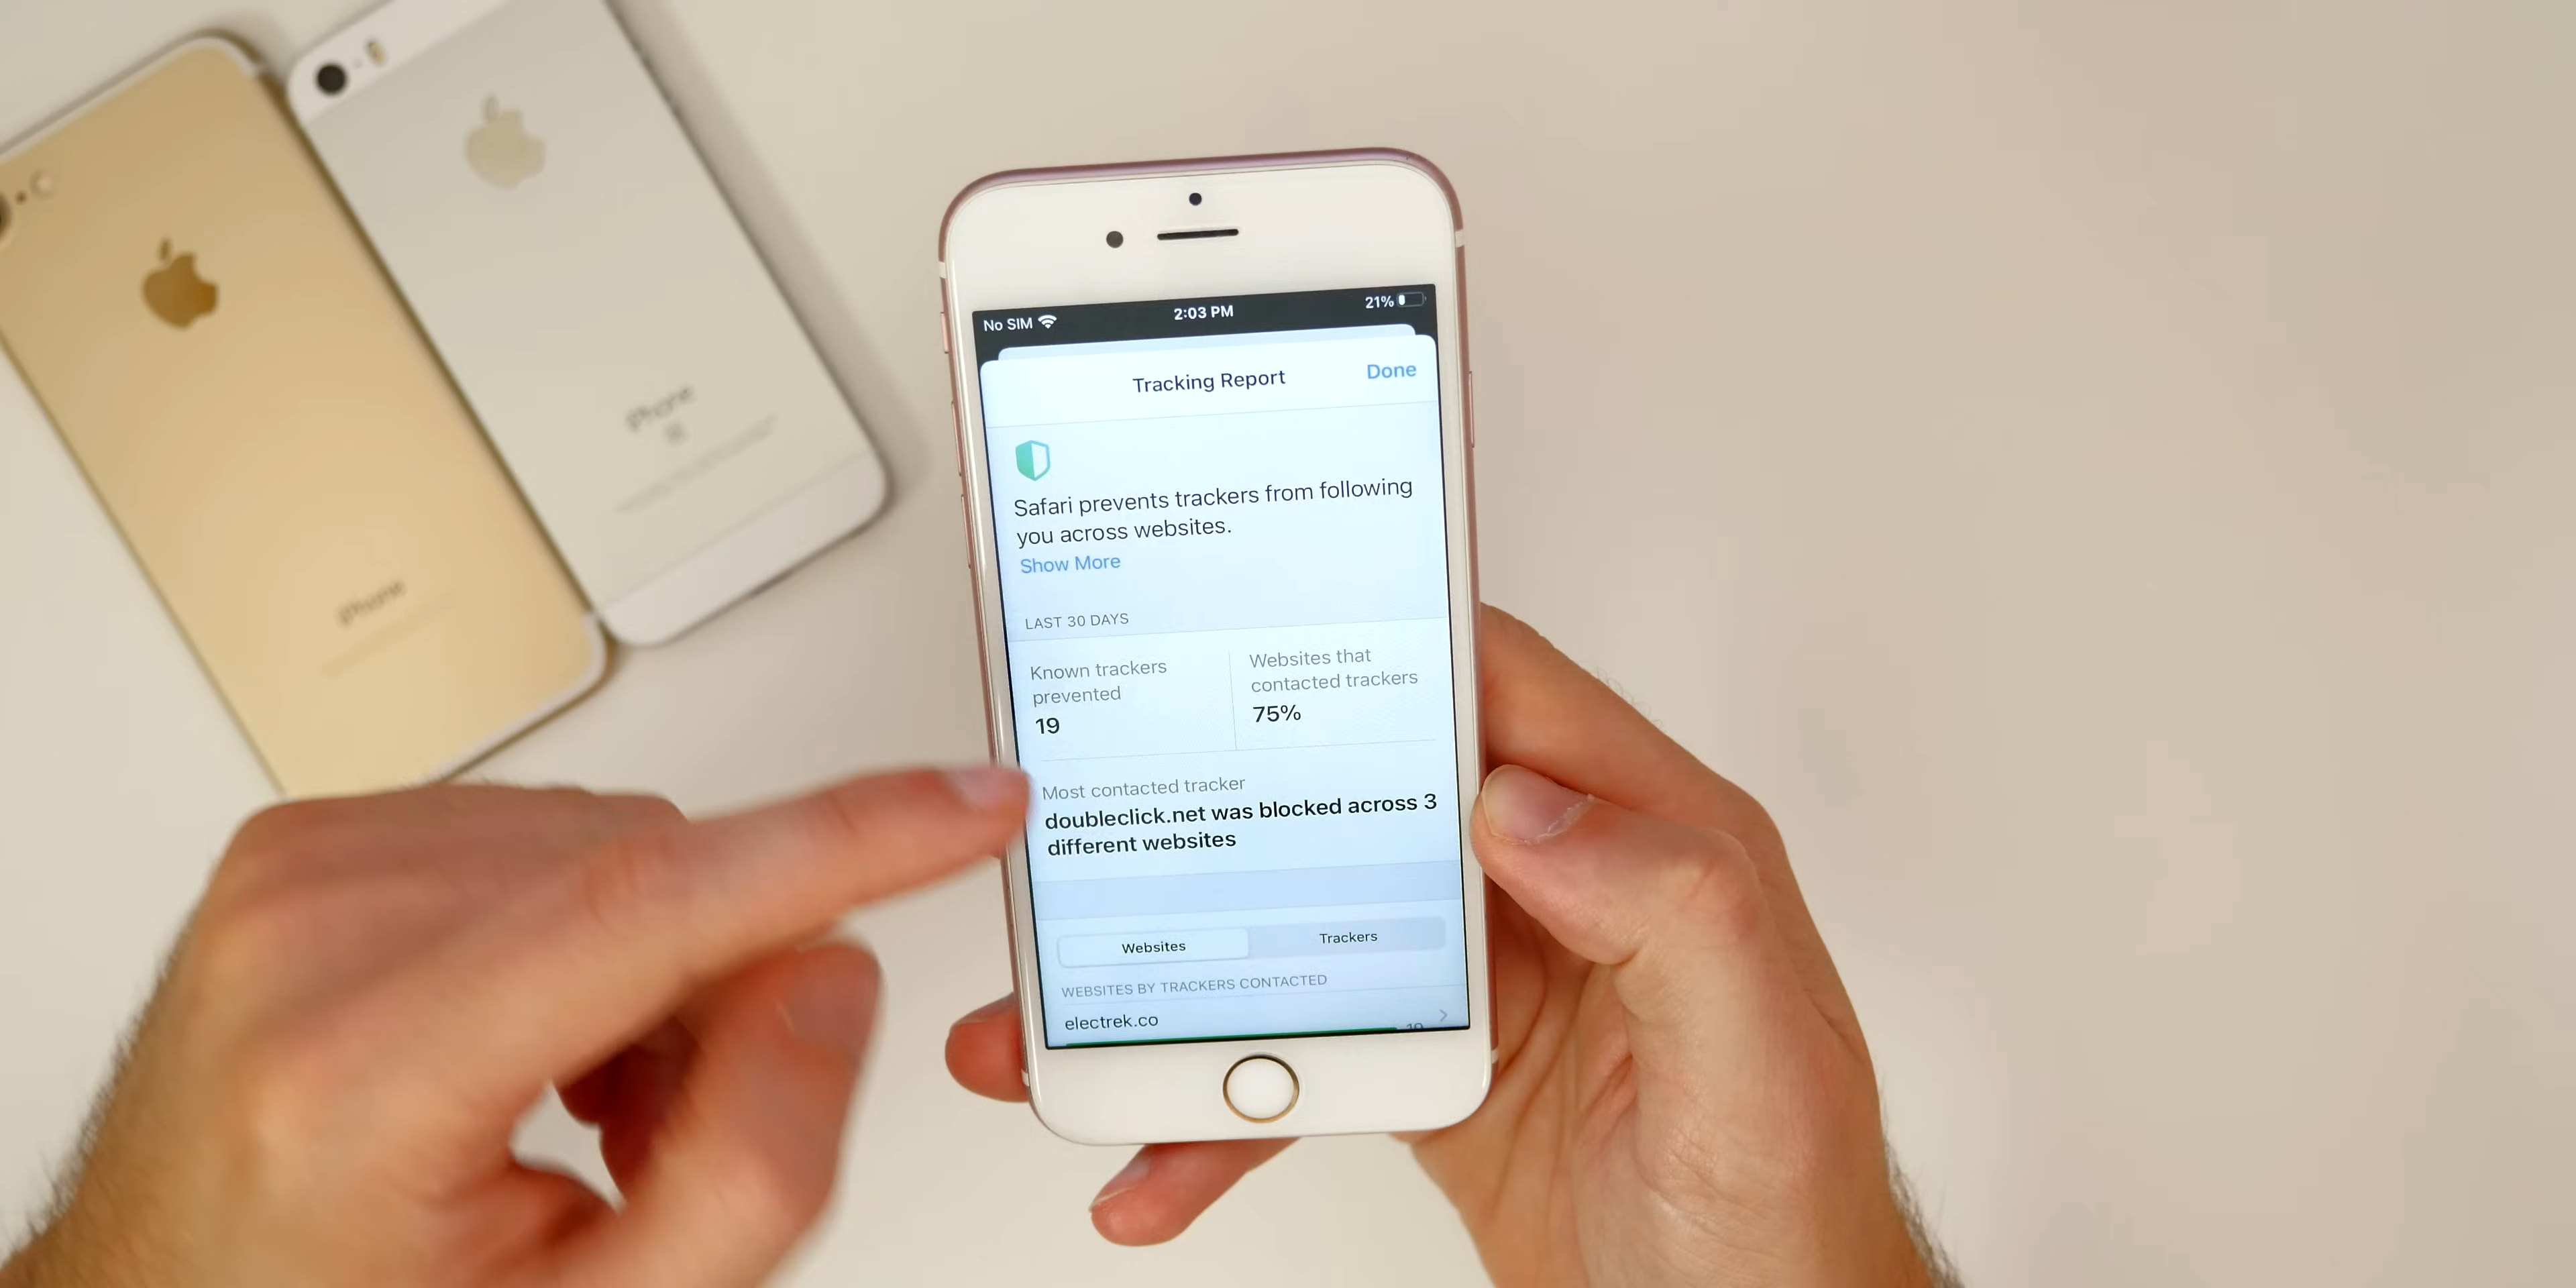 No SIM
2:03 PM
21%
Tracking Report
Done
Safari prevents trackers from following
you across websites.
Show More
LAST 30 DAYS
Known trackers
prevented
19
Websites that
contacted trackers
75%
Most contacted tracker
doubleclick.net was blocked across 3
different websites
Websites
Trackers
WEBSITES BY TRACKERS CONTACTED
electrek.co
iPhone
iPhone